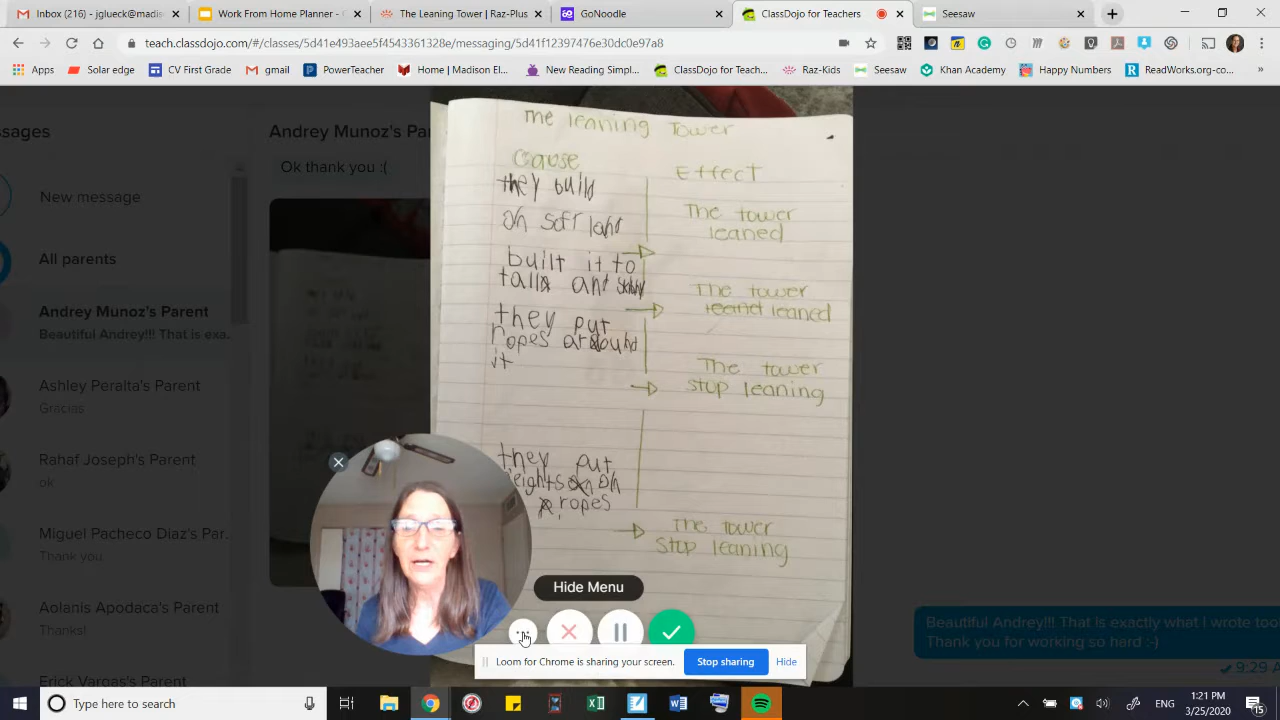 Inbox (16) - jglueck@madis
Work From Home Planner -
The Leaning Tower| Raz-Plus
GoNoodle
ClassDojo for Teachers
Seesaw
teach.classdojo.com/#/classes/5d41e493aee5f4543361328e/messaging/5d41f12397476e30dc0e97a8
Apps
Solar edge
CV First Grade
gmail
PowerTeacher
Home | Madison El...
New Reading Simpl...
ClassDojo for Teach...
Raz-Kids
Seesaw
Khan Academy
Happy Numbers
ReadWorks.org-co...
»
ssages
New message
All parents
Andrey Munoz's Parent
Beautiful Andrey!!! That is exa...
Ashley Peralta's Parent
Gracias
Rahaf Joseph's Parent
ok
Miguel Pacheco Diaz's Par...
Thank you
Aolanis Apodaca's Parent
Thanks!
Erick Vargas's Parent
Andrey Munoz's Pare
Ok thank you :(
The leaning Tower
Cause
Effect
they build
on soft land
The tower
leaned
built it to
tall and
The tower
leaned
they put
ropes around
it
The tower
stop leaning
they put
eights on
ropes
The tower
Stop leaning
Beautiful Andrey!!! That is exactly what I wrote too
Thank you for working so herd :-)
9:29
Hide Menu
Loom for Chrome is sharing your screen.
Stop sharing
Hide
Type here to search
ENG
1:21 PM
3/25/2020
15